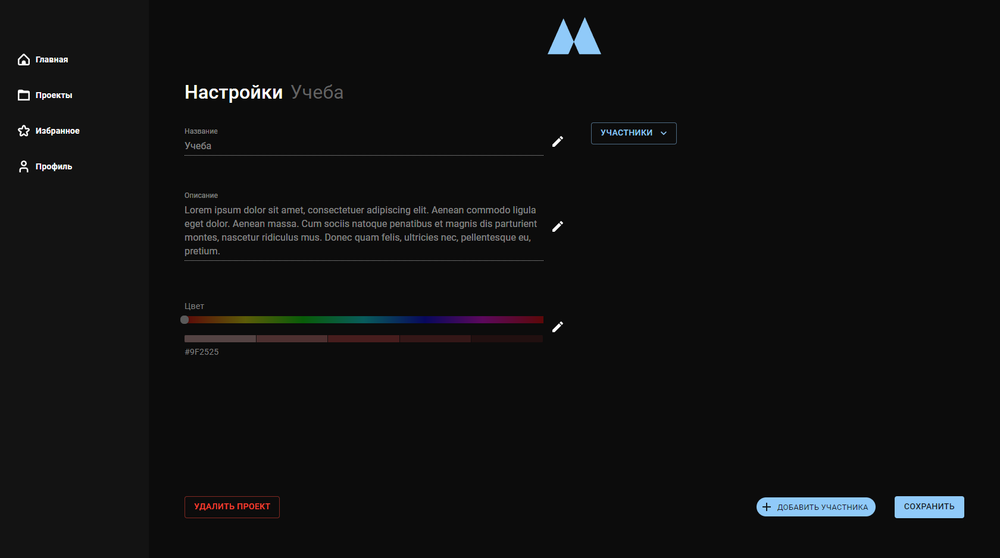 Главная
Проекты
Избранное
Профиль
Настройки Учеба
Название
Учеба
УЧАСТНИКИ
Описание
Lorem ipsum dolor sit amet, consectetuer adipiscing elit. Aenean commodo ligula
eget dolor. Aenean massa. Cum sociis natoque penatibus et magnis dis parturient
montes, nascetur ridiculus mus. Donec quam felis, ultricies nec, pellentesque eu,
pretium.
Цвет
#9F2525
УДАЛИТЬ ПРОЕКТ
ДОБАВИТЬ УЧАСТНИКА
СОХРАНИТЬ